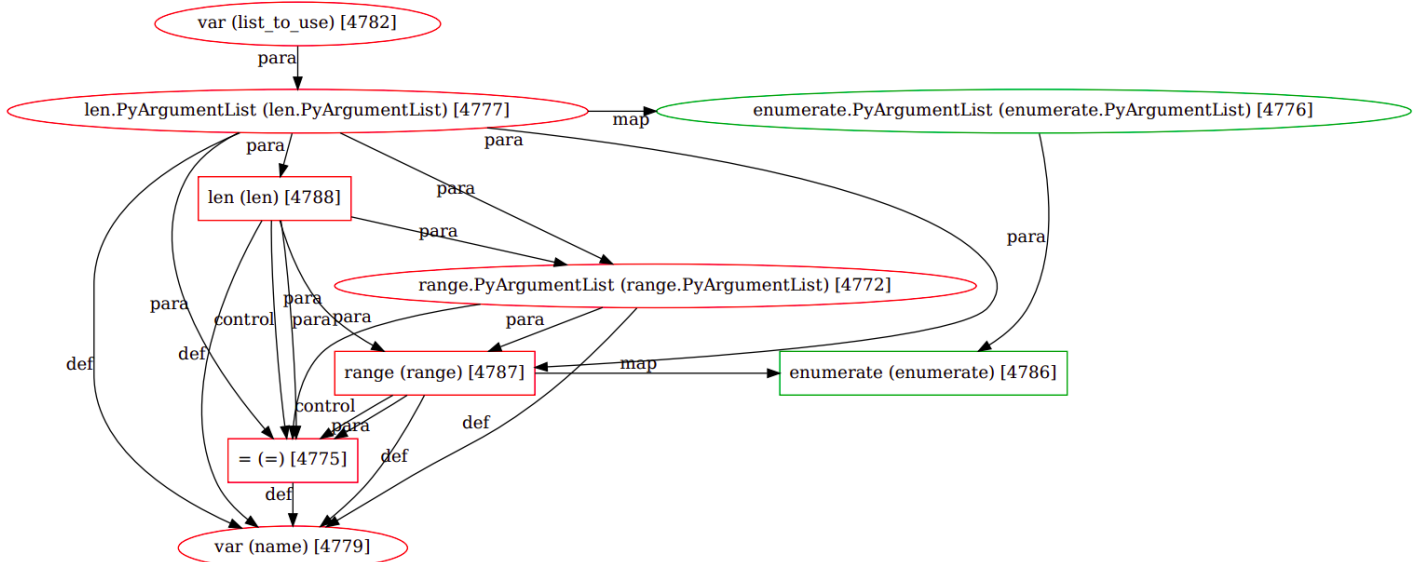 var (list_to_use) [4782]
para
len.PyArgumentList (len.PyArgumentList) [4777]
map
enumerate.PyArgumentList (enumerate.PyArgumentList) [4776]
para
para
len (len) [4788]
para
para
para
range.PyArgumentList (range.PyArgumentList) [4772]
para
control
para
para
para
para
def
def
range (range) [4787]
map
enumerate (enumerate) [4786]
control
para
def
def
= (=) [4775]
def
var (name) [4779]